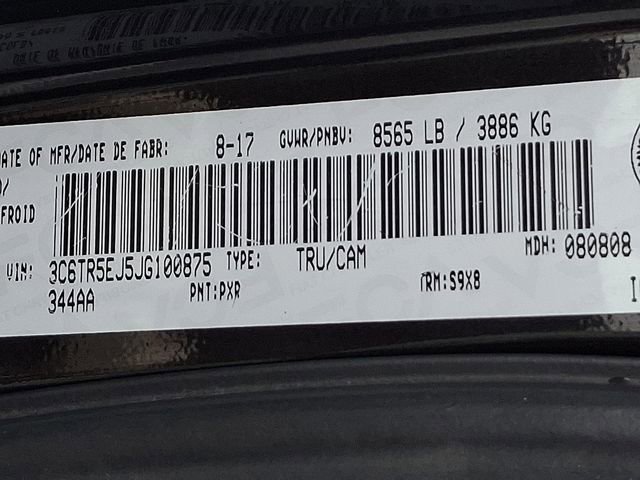 ATE OF MFR/DATE DE FABR: 8-17 GVWR/PNBV: 8565 LB / 3886 KG
FROID
VIN: 3C6TR5EJ5JG100875 TYPE: TRU/CAM MDH: 080808
344AA PNT:PXR TRM:S9X8